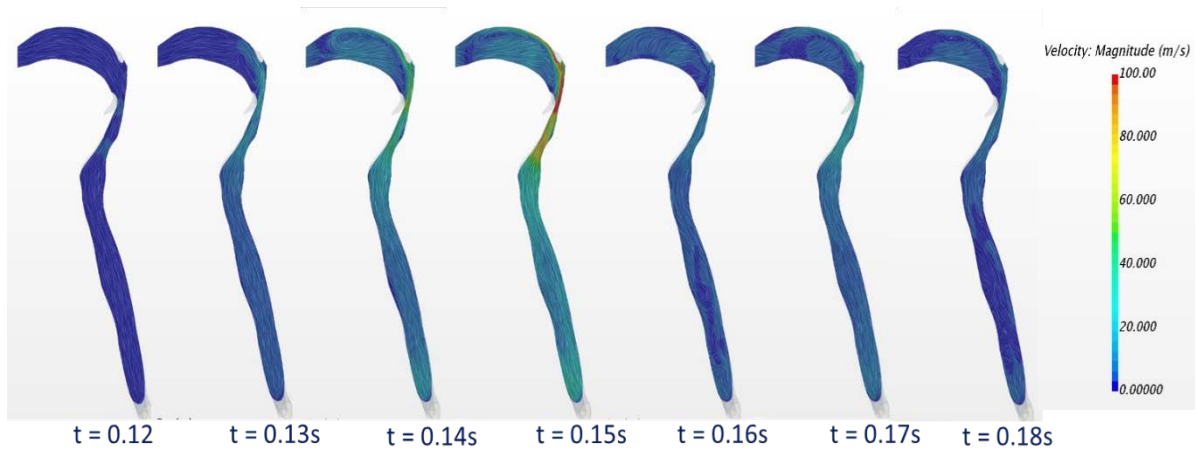 Velocity: Magnitude (m/s)
100.00
80.000
60.000
40.000
20.000
0.00000
t = 0.12
t = 0.13s
t = 0.14s
t = 0.15s
t = 0.16s
t = 0.17s
t = 0.18s